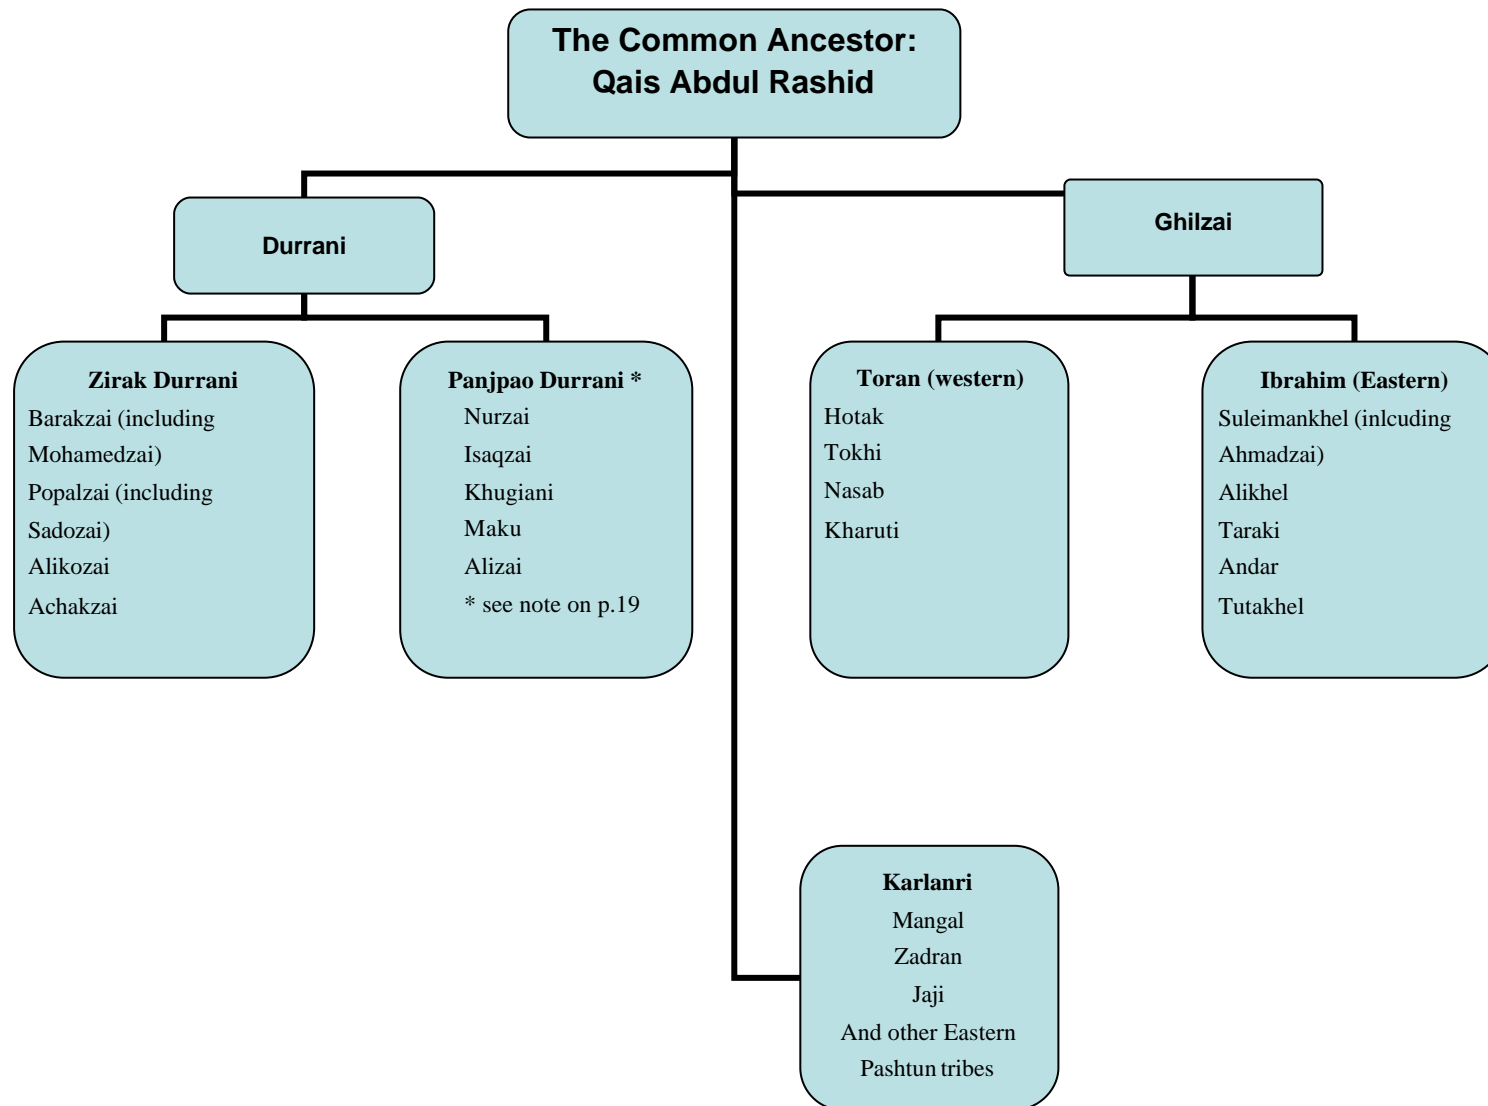 The Common Ancestor:
Qais Abdul Rashid
Durrani
Ghilzai
Zirak Durrani
Barakzai (including
Mohamedzai)
Popalzai (including
Sadozai)
Alikozai
Achakzai
Panjpao Durrani *
Nurzai
Isaqzai
Khugiani
Maku
Alizai
* see note on p.19
Toran (western)
Hotak
Tokhi
Nasab
Kharuti
Ibrahim (Eastern)
Suleimankhel (inlcuding
Ahmadzai)
Alikhel
Taraki
Andar
Tutakhel
Karlanri
Mangal
Zadran
Jaji
And other Eastern
Pashtun tribes